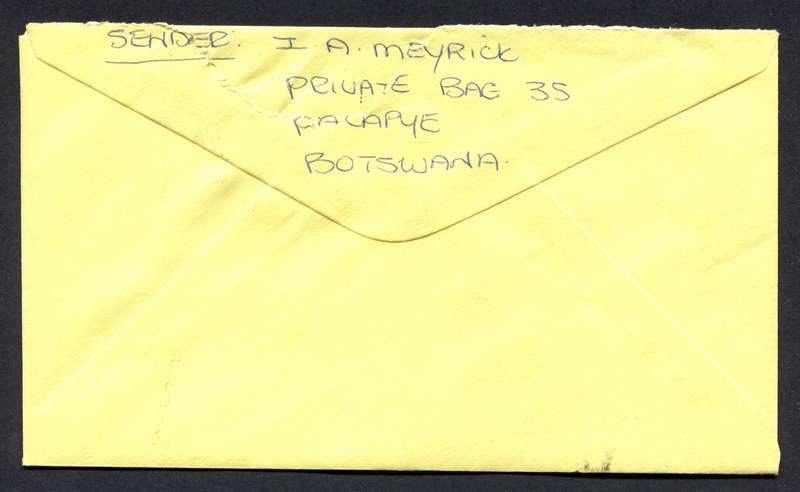 SENDER. I A. MEYRICK
PRIVATE BAG 35
PALAPYE
BOTSWANA.